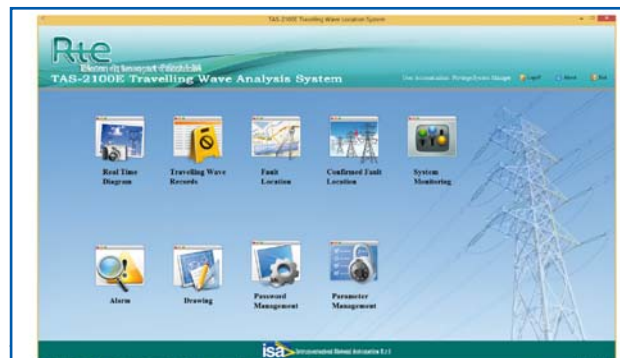 TAS-2100E Travelling Wave Location System
Rte
TAS-2100E Travelling Wave Analysis System
Logoff
About
Exit
Real Time
Diagram
Travelling Wave
Records
Fault
Location
Confirmed Fault
Location
System
Monitoring
Alarm
Drawing
Password
Management
Parameter
Management
isa